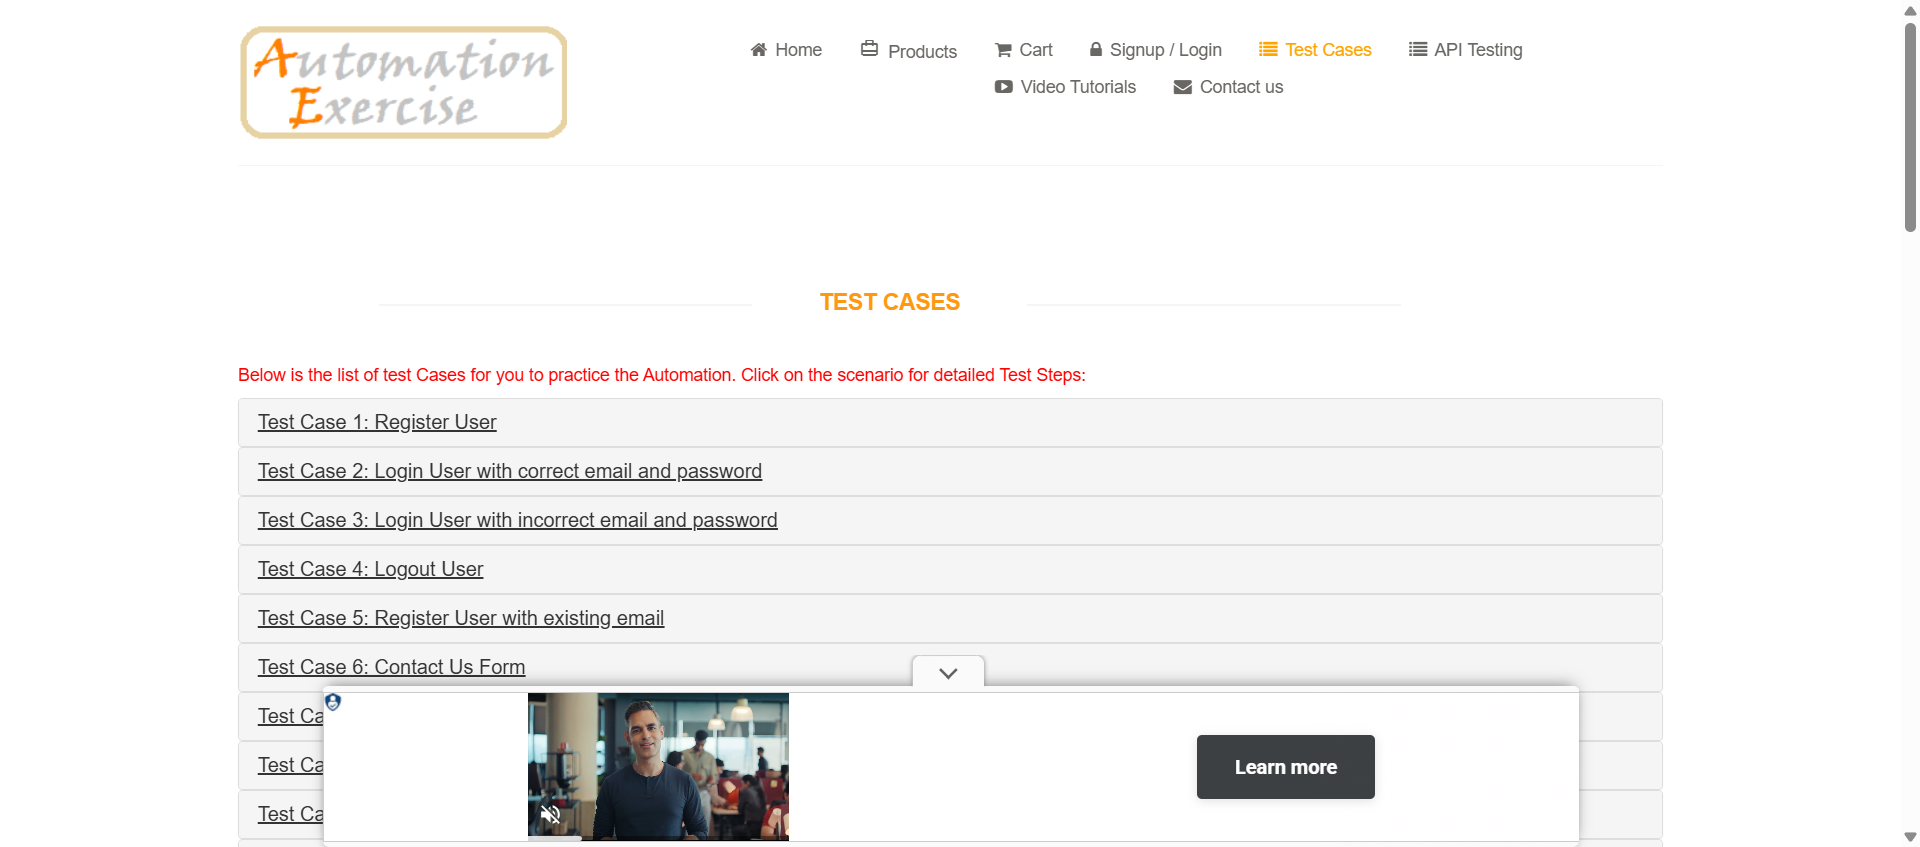 Automation
Exercise
Home
Products
Cart
Signup / Login
Test Cases
API Testing
Video Tutorials
Contact us
TEST CASES
Below is the list of test Cases for you to practice the Automation. Click on the scenario for detailed Test Steps:
Test Case 1: Register User
Test Case 2: Login User with correct email and password
Test Case 3: Login User with incorrect email and password
Test Case 4: Logout User
Test Case 5: Register User with existing email
Test Case 6: Contact Us Form
Test Ca
Test Ca
Test Ca
Learn more